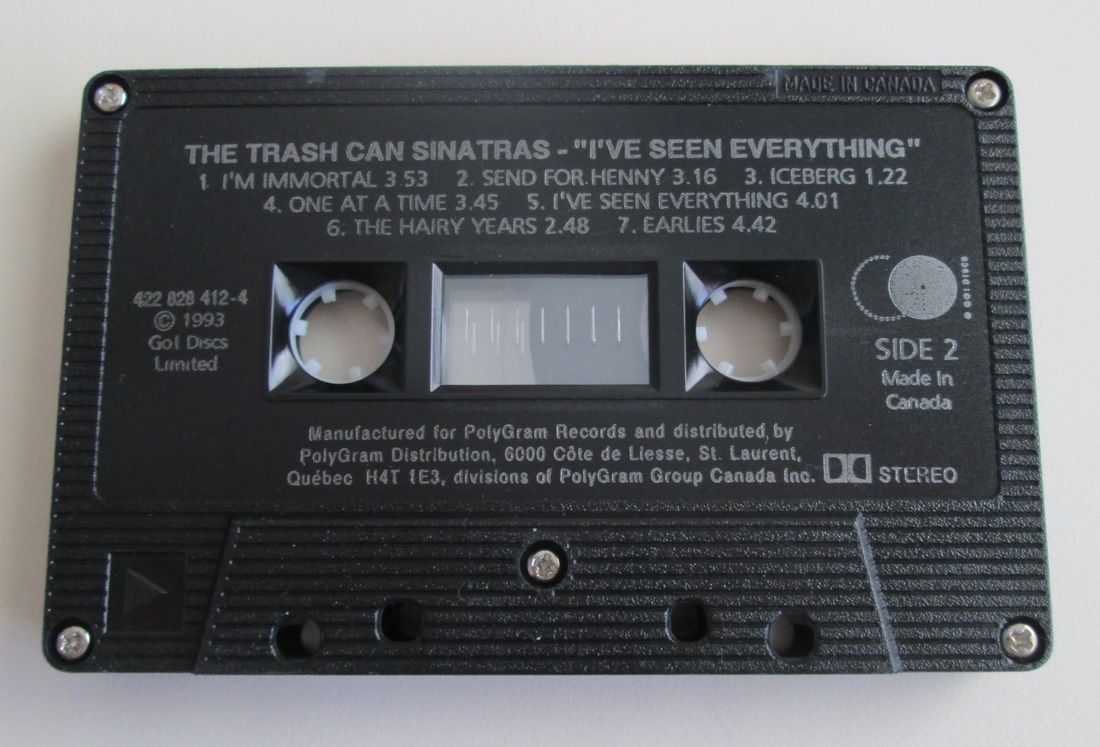 MADE IN CANADA
THE TRASH CAN SINATRAS - "I'VE SEEN EVERYTHING"
1. I'M IMMORTAL 3.53 2. SEND FOR HENNY 3.16 3. ICEBERG 1.22
4. ONE AT A TIME 3.45 5. I'VE SEEN EVERYTHING 4.01
6. THE HAIRY YEARS 2.48 7. EARLIES 4.42
422 828 412-4
© 1993
Go! Discs
Limited
SIDE 2
Made In
Canada
Manufactured for PolyGram Records and distributed by
PolyGram Distribution, 6000 Côte de Liesse, St. Laurent,
Québec H4T 1E3, divisions of PolyGram Group Canada Inc.
STEREO